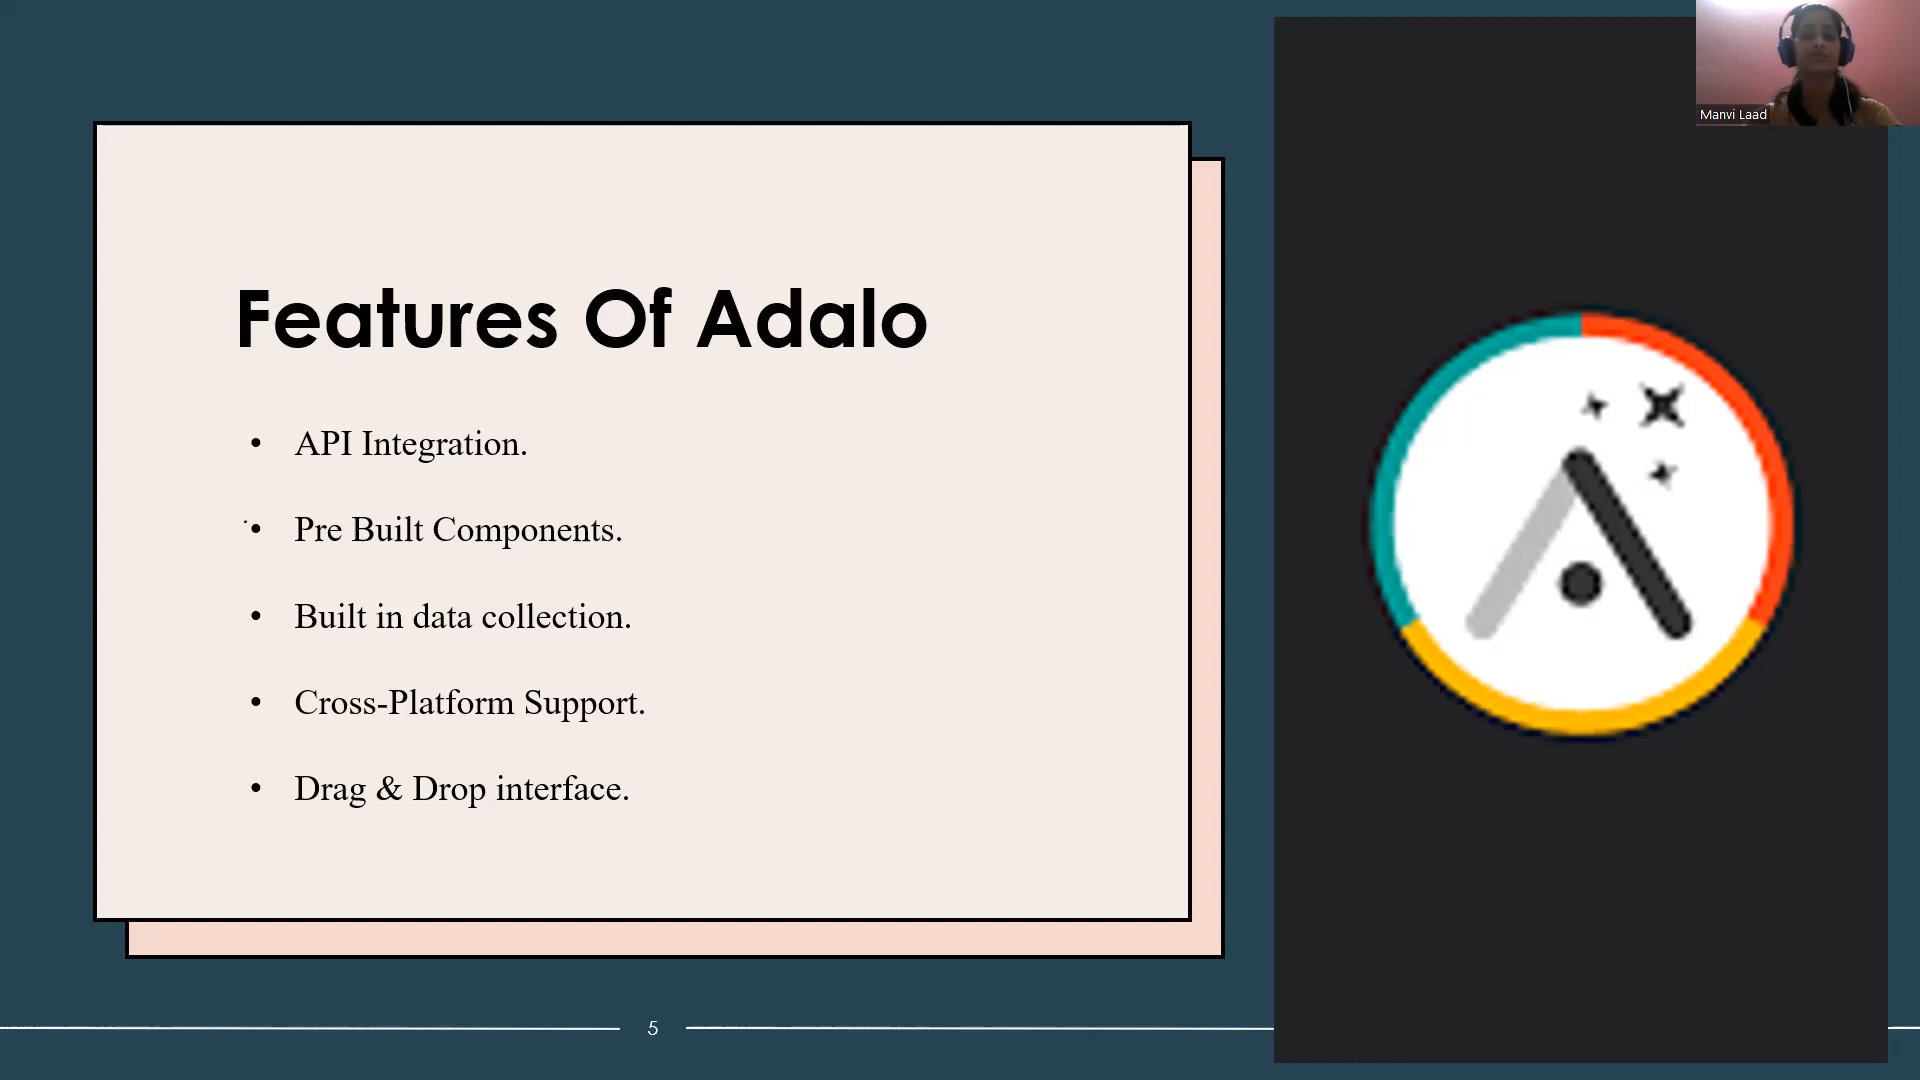 Manvi Laad
Features Of Adalo
• API Integration.
• Pre Built Components.
• Built in data collection.
• Cross-Platform Support.
• Drag & Drop interface.
5